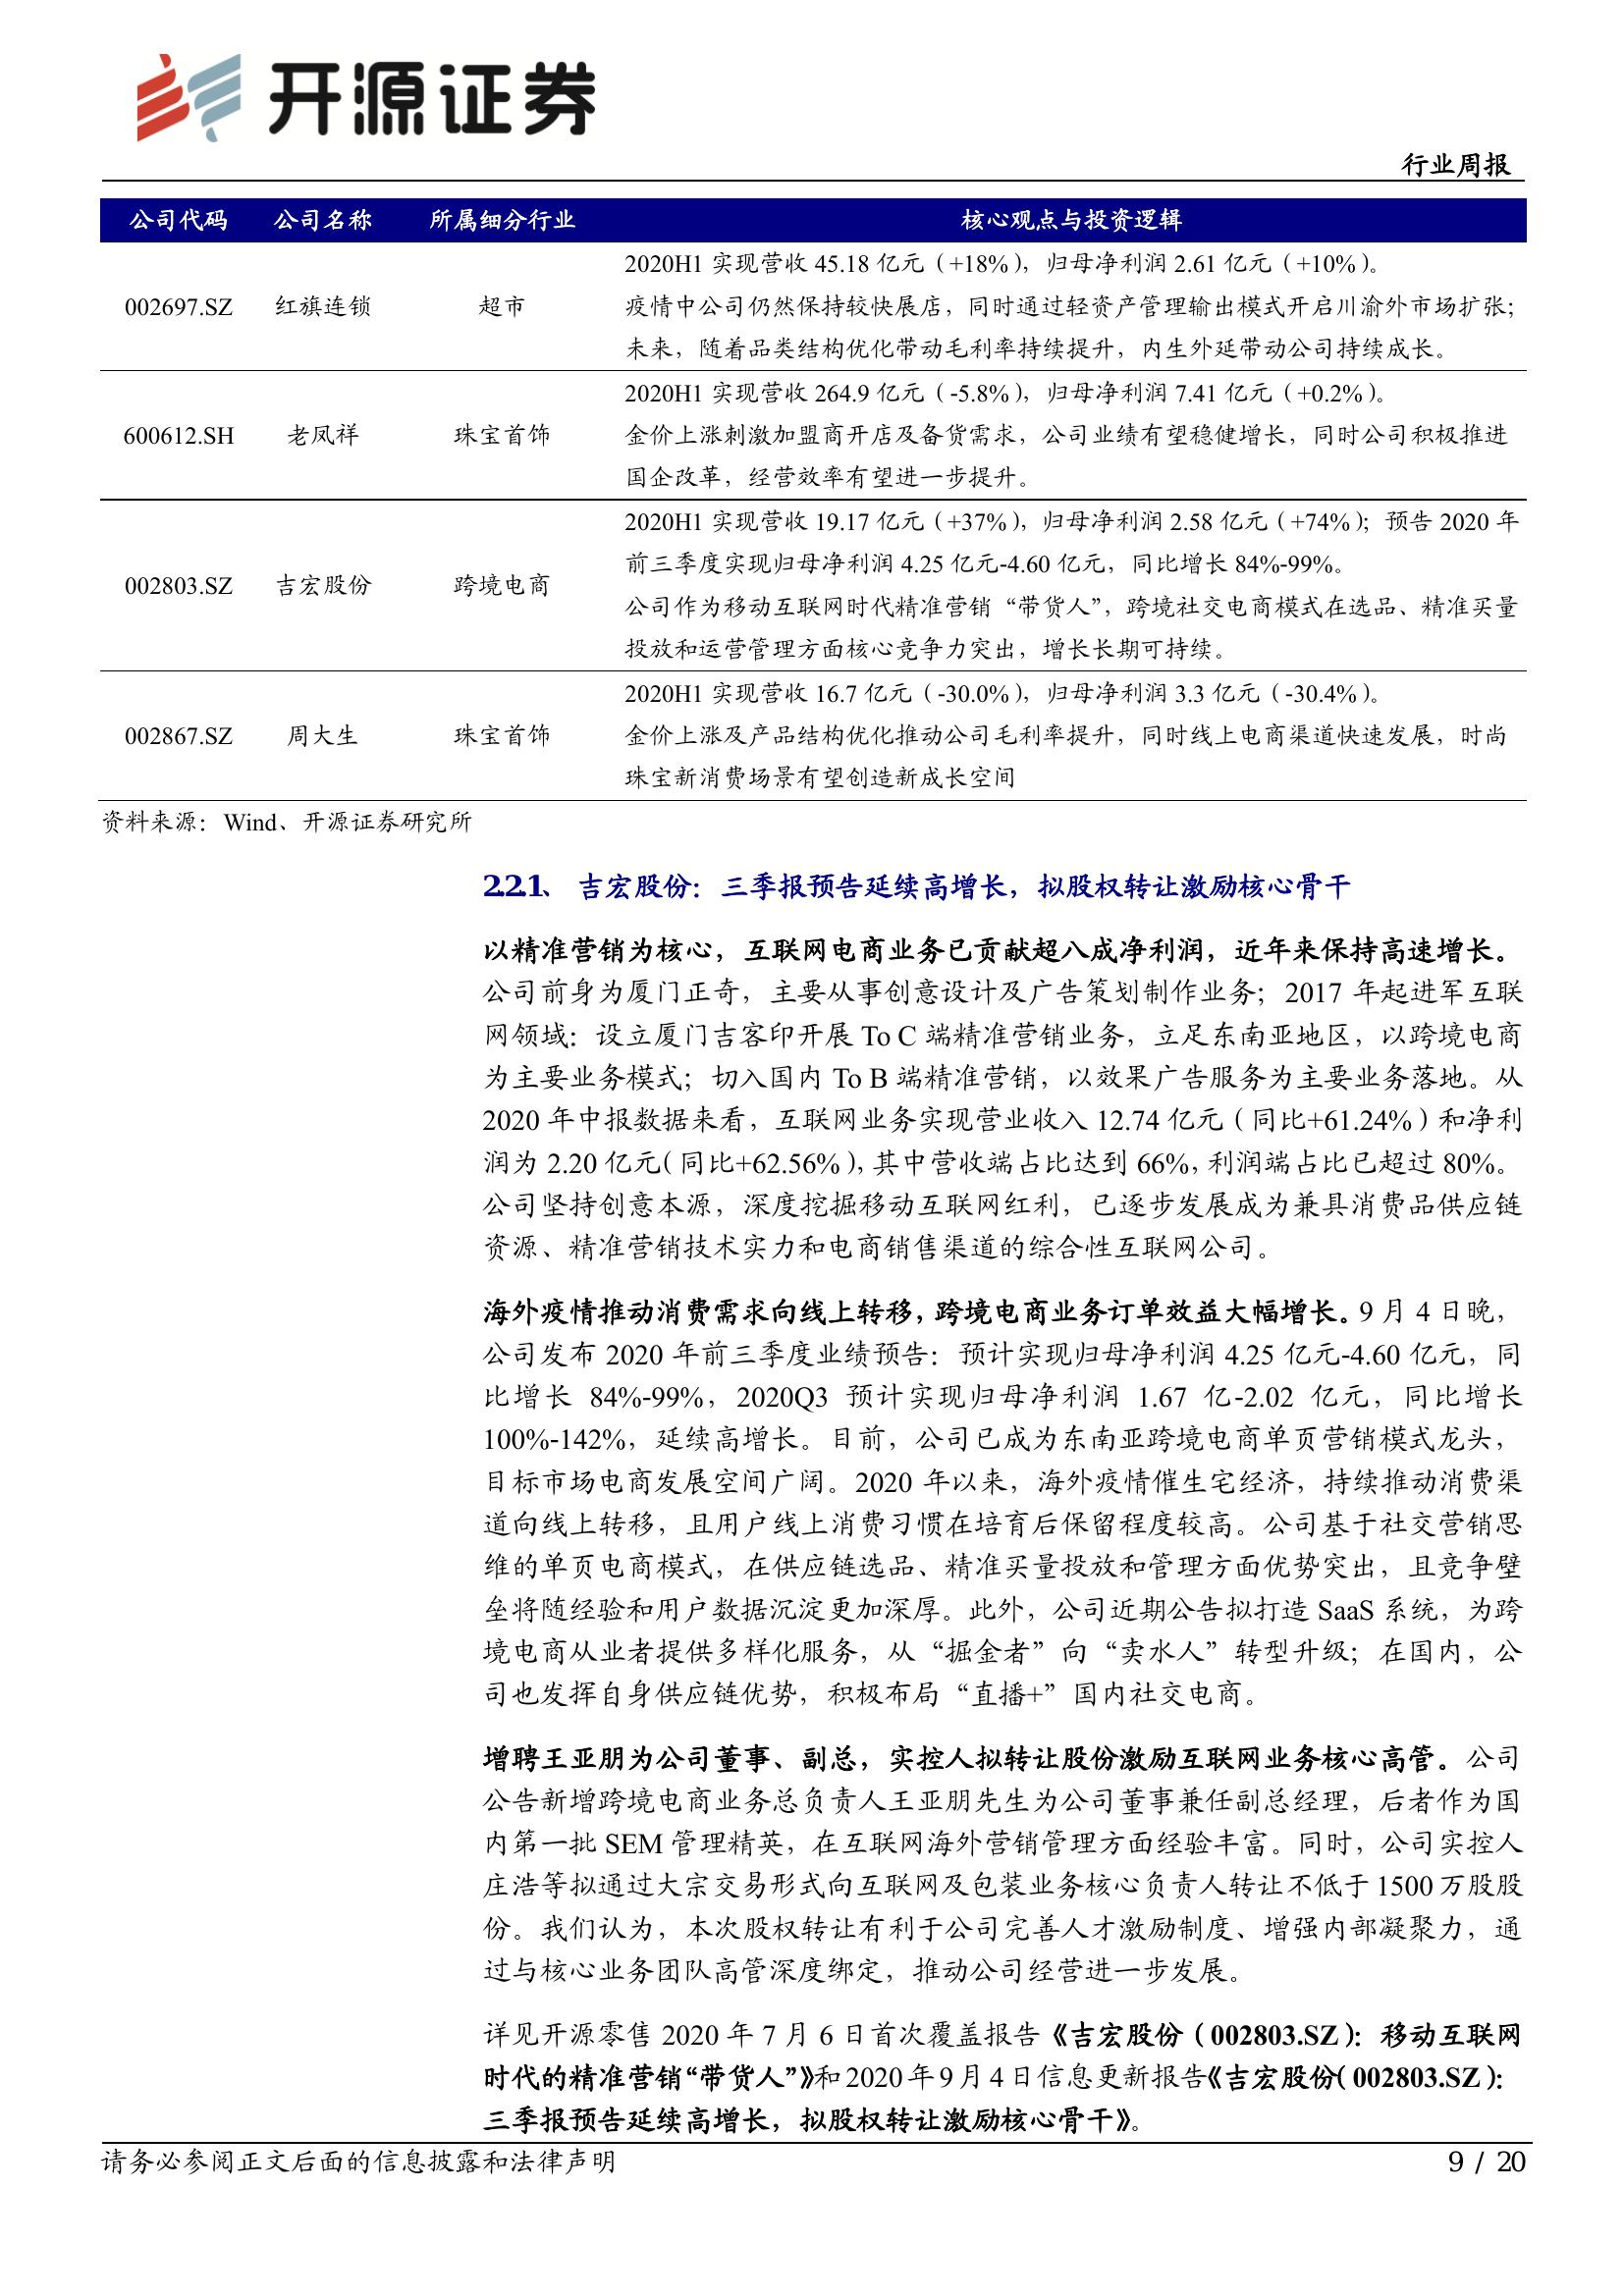 开源证券
行业周报
公司代码 公司名称 所属细分行业 核心观点与投资逻辑
2020H1 实现营收 45.18 亿元（+18%），归母净利润 2.61 亿元（+10%）。
002697.SZ 红旗连锁 超市 疫情中公司仍然保持较快展店，同时通过轻资产管理输出模式开启川渝外市场扩张；
未来，随着品类结构优化带动毛利率持续提升，内生外延带动公司持续成长。
2020H1 实现营收 264.9 亿元（-5.8%），归母净利润 7.41 亿元（+0.2%）。
600612.SH 老凤祥 珠宝首饰 金价上涨刺激加盟商开店及备货需求，公司业绩有望稳健增长，同时公司积极推进
国企改革，经营效率有望进一步提升。
2020H1 实现营收 19.17 亿元（+37%），归母净利润 2.58 亿元（+74%）；预告 2020 年
前三季度实现归母净利润 4.25 亿元-4.60 亿元，同比增长 84%-99%。
002803.SZ 吉宏股份 跨境电商
公司作为移动互联网时代精准营销“带货人”，跨境社交电商模式在选品、精准买量
投放和运营管理方面核心竞争力突出，增长长期可持续。
2020H1 实现营收 16.7 亿元（-30.0%），归母净利润 3.3 亿元（-30.4%）。
002867.SZ 周大生 珠宝首饰 金价上涨及产品结构优化推动公司毛利率提升，同时线上电商渠道快速发展，时尚
珠宝新消费场景有望创造新成长空间
资料来源：Wind、开源证券研究所
2.2.1、 吉宏股份：三季报预告延续高增长，拟股权转让激励核心骨干
以精准营销为核心，互联网电商业务已贡献超八成净利润，近年来保持高速增长。
公司前身为厦门正奇，主要从事创意设计及广告策划制作业务；2017 年起进军互联
网领域：设立厦门吉客印开展 To C 端精准营销业务，立足东南亚地区，以跨境电商
为主要业务模式；切入国内 To B 端精准营销，以效果广告服务为主要业务落地。从
2020 年中报数据来看，互联网业务实现营业收入 12.74 亿元（同比+61.24%）和净利
润为 2.20 亿元（同比+62.56%），其中营收端占比达到 66%，利润端占比已超过 80%。
公司坚持创意本源，深度挖掘移动互联网红利，已逐步发展成为兼具消费品供应链
资源、精准营销技术实力和电商销售渠道的综合性互联网公司。
海外疫情推动消费需求向线上转移，跨境电商业务订单效益大幅增长。9 月 4 日晚，
公司发布 2020 年前三季度业绩预告：预计实现归母净利润 4.25 亿元-4.60 亿元，同
比增长 84%-99%，2020Q3 预计实现归母净利润 1.67 亿-2.02 亿元，同比增长
100%-142%，延续高增长。目前，公司已成为东南亚跨境电商单页营销模式龙头，
目标市场电商发展空间广阔。2020 年以来，海外疫情催生宅经济，持续推动消费渠
道向线上转移，且用户线上消费习惯在培育后保留程度较高。公司基于社交营销思
维的单页电商模式，在供应链选品、精准买量投放和管理方面优势突出，且竞争壁
垒将随经验和用户数据沉淀更加深厚。此外，公司近期公告拟打造 SaaS 系统，为跨
境电商从业者提供多样化服务，从“掘金者”向“卖水人”转型升级；在国内，公
司也发挥自身供应链优势，积极布局“直播+”国内社交电商。
增聘王亚朋为公司董事、副总，实控人拟转让股份激励互联网业务核心高管。公司
公告新增跨境电商业务总负责人王亚朋先生为公司董事兼任副总经理，后者作为国
内第一批 SEM 管理精英，在互联网海外营销管理方面经验丰富。同时，公司实控人
庄浩等拟通过大宗交易形式向互联网及包装业务核心负责人转让不低于 1500 万股股
份。我们认为，本次股权转让有利于公司完善人才激励制度、增强内部凝聚力，通
过与核心业务团队高管深度绑定，推动公司经营进一步发展。
详见开源零售 2020 年 7 月 6 日首次覆盖报告《吉宏股份（002803.SZ）：移动互联网
时代的精准营销“带货人”》和 2020 年 9 月 4 日信息更新报告《吉宏股份（002803.SZ）：
三季报预告延续高增长，拟股权转让激励核心骨干》。
请务必参阅正文后面的信息披露和法律声明 9 / 20